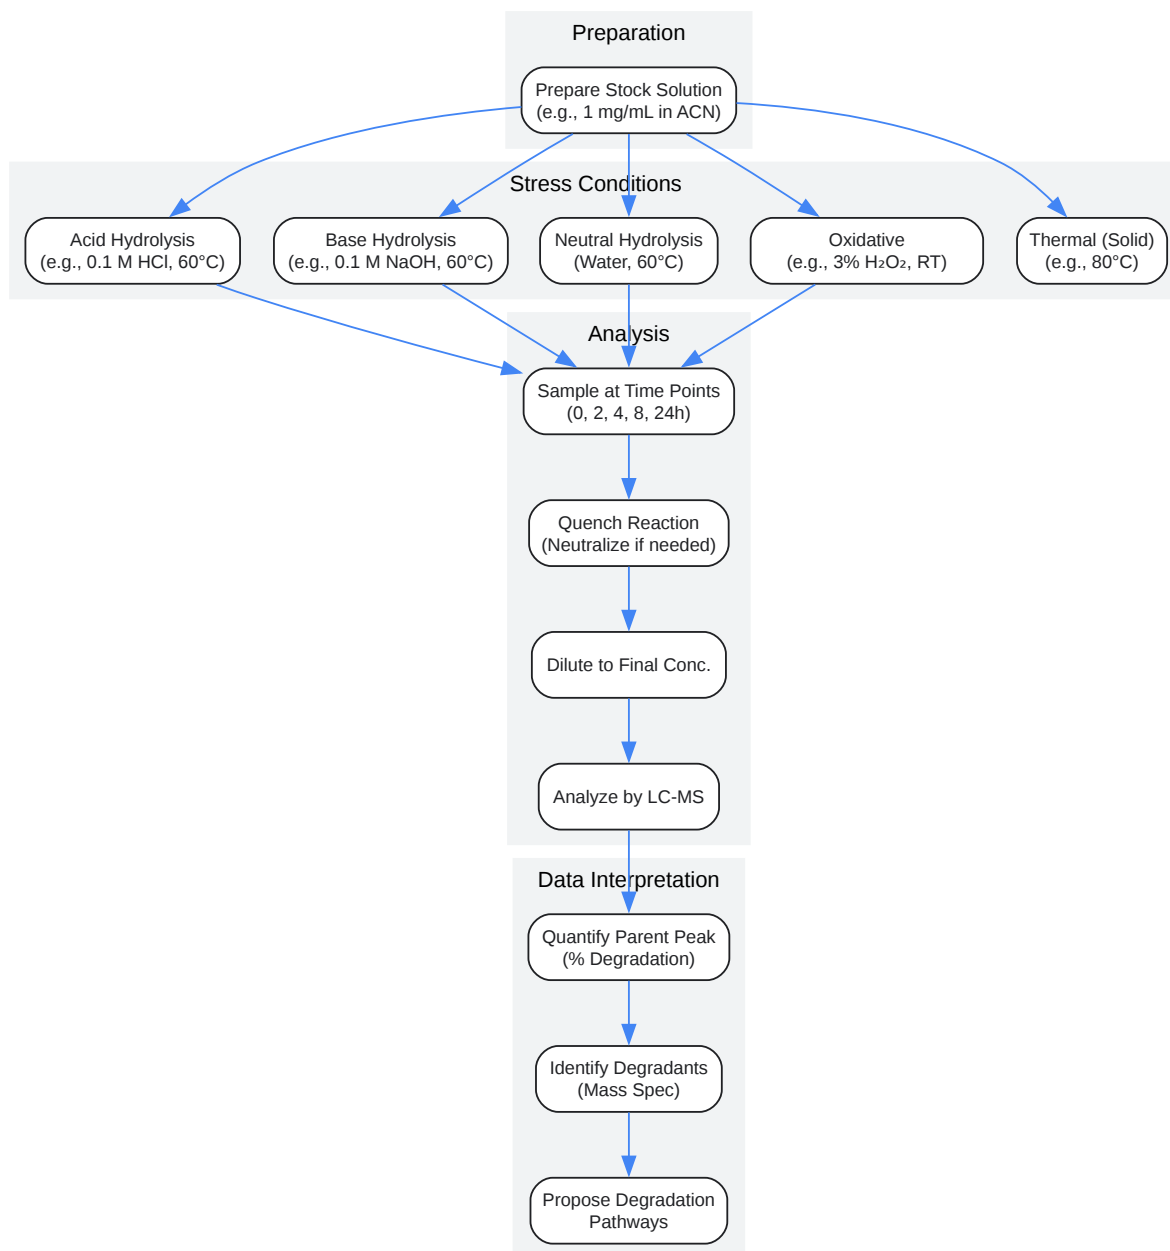 Preparation
Prepare Stock Solution
(e.g., 1 mg/mL in ACN)
Stress Conditions
Acid Hydrolysis
(e.g., 0.1 M HCl, 60°C)
Base Hydrolysis
(e.g., 0.1 M NaOH, 60°C)
Neutral Hydrolysis
(Water, 60°C)
Oxidative
(e.g., 3% H₂O₂, RT)
Thermal (Solid)
(e.g., 80°C)
Analysis
Sample at Time Points
(0, 2, 4, 8, 24h)
Quench Reaction
(Neutralize if needed)
Dilute to Final Conc.
Analyze by LC-MS
Data Interpretation
Quantify Parent Peak
(% Degradation)
Identify Degradants
(Mass Spec)
Propose Degradation
Pathways